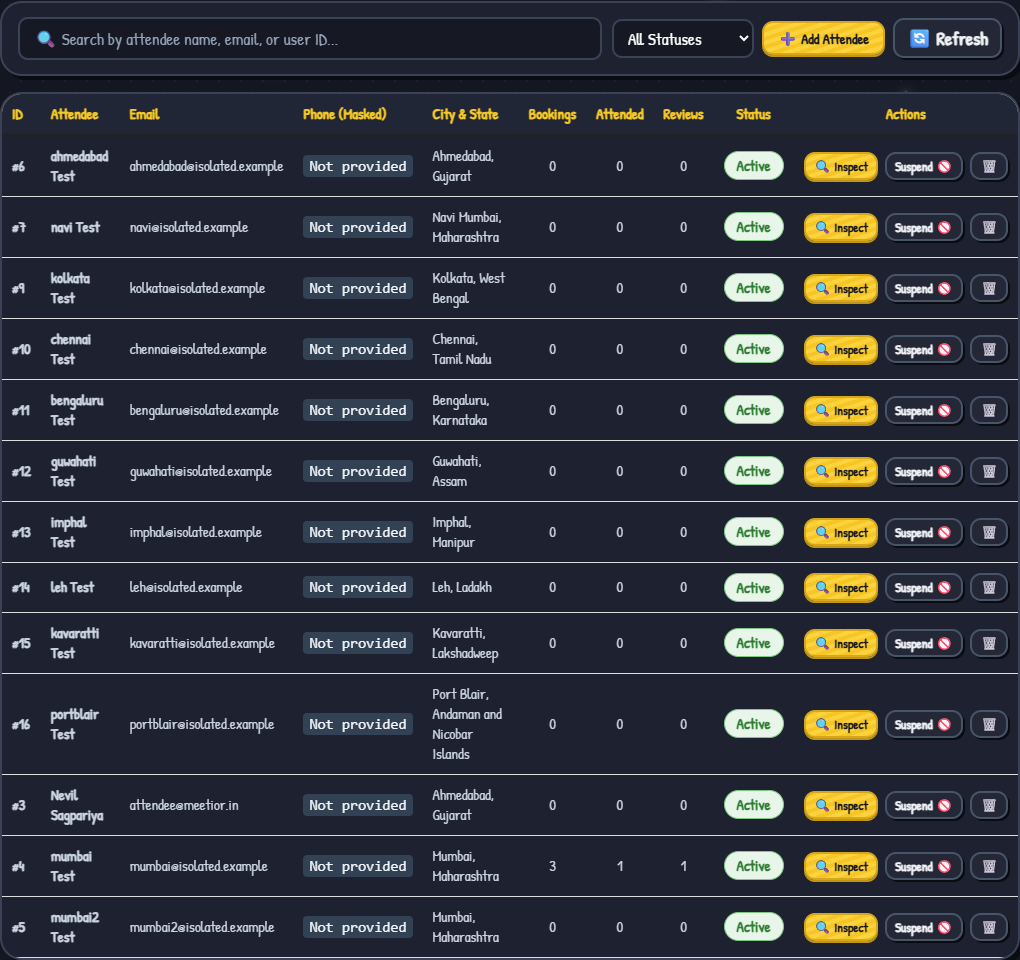 🔍 Search by attendee name, email, or user ID...
All Statuses
➕ Add Attendee
🔄 Refresh
ID Attendee Email Phone (Masked) City & State Bookings Attended Reviews Status Actions
#6 ahmedabad Test ahmedabad@isolated.example Not provided Ahmedabad, Gujarat 0 0 0 Active 🔍 Inspect Suspend 🚫 🗑️
#7 navi Test navi@isolated.example Not provided Navi Mumbai, Maharashtra 0 0 0 Active 🔍 Inspect Suspend 🚫 🗑️
#9 kolkata Test kolkata@isolated.example Not provided Kolkata, West Bengal 0 0 0 Active 🔍 Inspect Suspend 🚫 🗑️
#10 chennai Test chennai@isolated.example Not provided Chennai, Tamil Nadu 0 0 0 Active 🔍 Inspect Suspend 🚫 🗑️
#11 bengaluru Test bengaluru@isolated.example Not provided Bengaluru, Karnataka 0 0 0 Active 🔍 Inspect Suspend 🚫 🗑️
#12 guwahati Test guwahati@isolated.example Not provided Guwahati, Assam 0 0 0 Active 🔍 Inspect Suspend 🚫 🗑️
#13 imphal Test imphal@isolated.example Not provided Imphal, Manipur 0 0 0 Active 🔍 Inspect Suspend 🚫 🗑️
#14 leh Test leh@isolated.example Not provided Leh, Ladakh 0 0 0 Active 🔍 Inspect Suspend 🚫 🗑️
#15 kavaratti Test kavaratti@isolated.example Not provided Kavaratti, Lakshadweep 0 0 0 Active 🔍 Inspect Suspend 🚫 🗑️
#16 portblair Test portblair@isolated.example Not provided Port Blair, Andaman and Nicobar Islands 0 0 0 Active 🔍 Inspect Suspend 🚫 🗑️
#3 Nevil Sagpariya attendee@meetior.in Not provided Ahmedabad, Gujarat 0 0 0 Active 🔍 Inspect Suspend 🚫 🗑️
#4 mumbai Test mumbai@isolated.example Not provided Mumbai, Maharashtra 3 1 1 Active 🔍 Inspect Suspend 🚫 🗑️
#5 mumbai2 Test mumbai2@isolated.example Not provided Mumbai, Maharashtra 0 0 0 Active 🔍 Inspect Suspend 🚫 🗑️